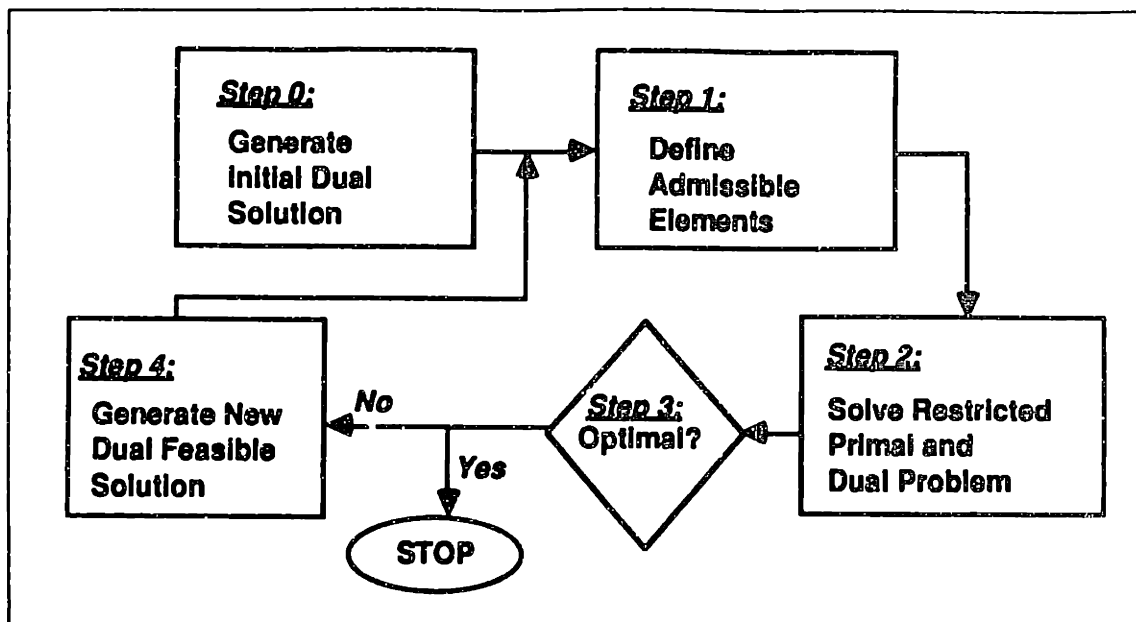 Step 0:
Generate
Initial Dual
Solution
Step 1:
Define
Admissible
Elements
Step 2:
Solve Restricted
Primal and
Dual Problem
Step 3:
Optimal?
No
Yes
STOP
Step 4:
Generate New
Dual Feasible
Solution